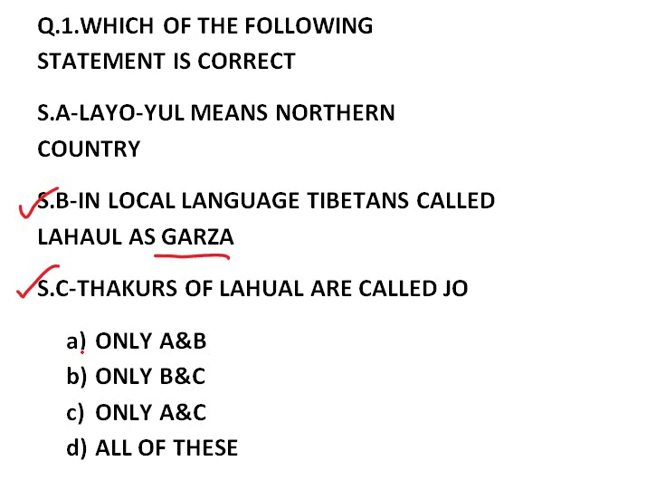 Q.1.WHICH OF THE FOLLOWING
STATEMENT IS CORRECT
S.A-LAYO-YUL MEANS NORTHERN
COUNTRY
S.B-IN LOCAL LANGUAGE TIBETANS CALLED
LAHAUL AS GARZA
S.C-THAKURS OF LAHUAL ARE CALLED JO
a) ONLY A&B
b) ONLY B&C
c) ONLY A&C
d) ALL OF THESE